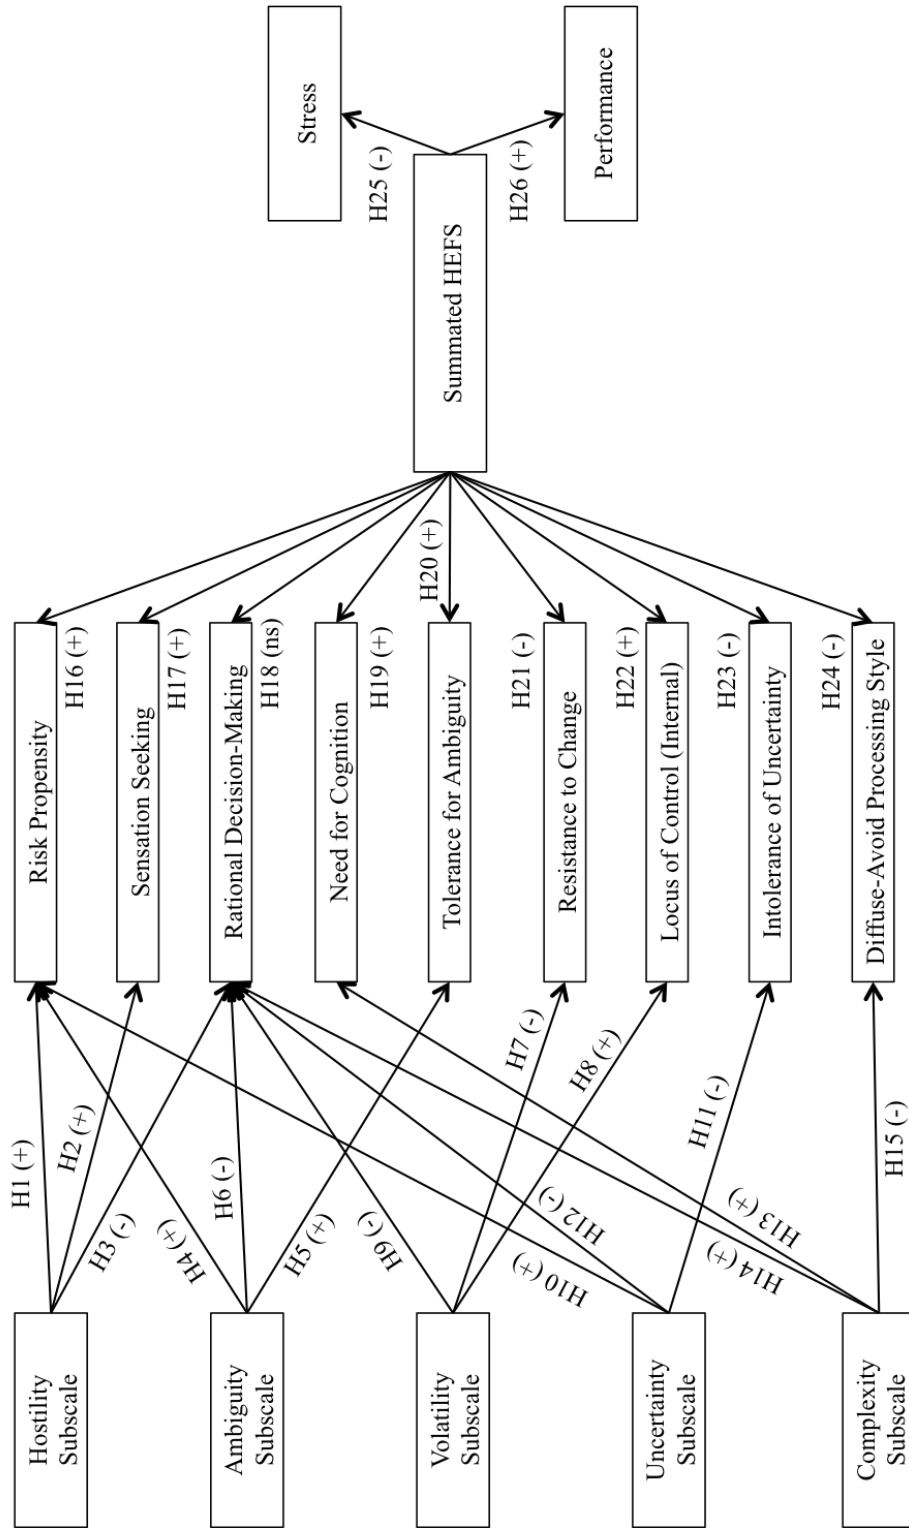 Hostility
Subscale
Ambiguity
Subscale
Volatility
Subscale
Uncertainty
Subscale
Complexity
Subscale
H1 (+)
H2 (+)
H3 (-)
H4 (+)
H6 (-)
H5 (+)
H9 (-)
H7 (-)
H8 (+)
H10 (+)
H12 (-)
H11 (-)
H14 (+)
H13 (+)
H15 (-)
Risk Propensity
H16 (+)
Sensation Seeking
H17 (+)
Rational Decision-Making
H18 (ns)
Need for Cognition
H19 (+)
Tolerance for Ambiguity
H20 (+)
Resistance to Change
H21 (-)
Locus of Control (Internal)
H22 (+)
Intolerance of Uncertainty
H23 (-)
Diffuse-Avoid Processing Style
H24 (-)
Summated HEFS
Stress
H25 (-)
H26 (+)
Performance